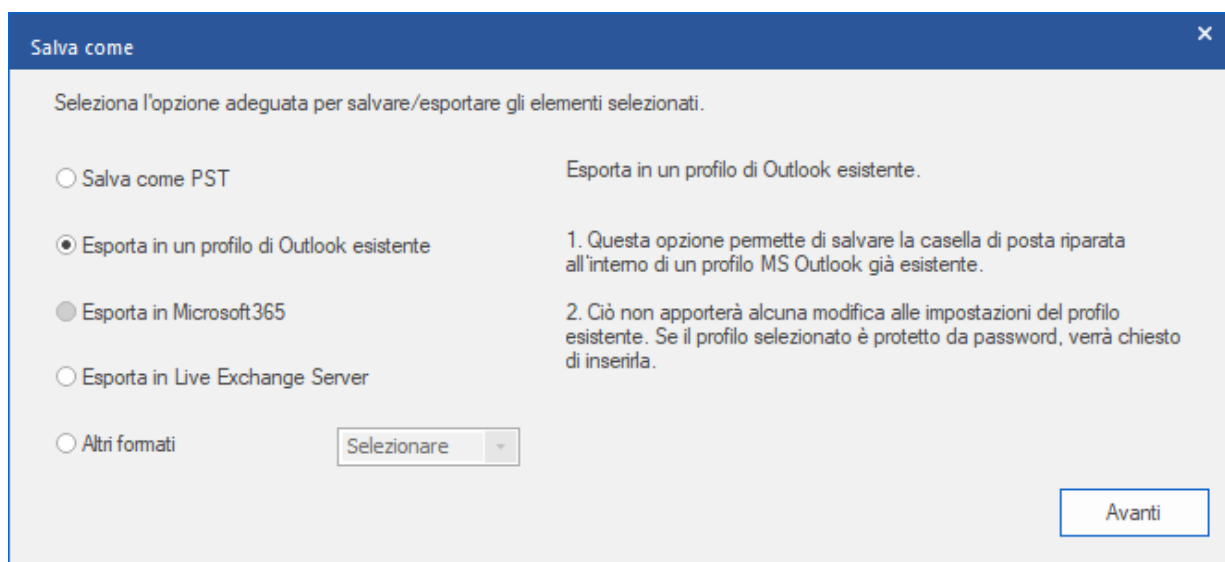 Salva come
Seleziona l'opzione adeguata per salvare/esportare gli elementi selezionati.
Salva come PST
Esporta in un profilo di Outlook esistente
Esporta in Microsoft365
Esporta in Live Exchange Server
Altri formati
Selezionare
Esporta in un profilo di Outlook esistente.
1. Questa opzione permette di salvare la casella di posta riparata
all'interno di un profilo MS Outlook già esistente.
2. Ciò non apporterà alcuna modifica alle impostazioni del profilo
esistente. Se il profilo selezionato è protetto da password, verrà chiesto
di inserirla.
Avanti